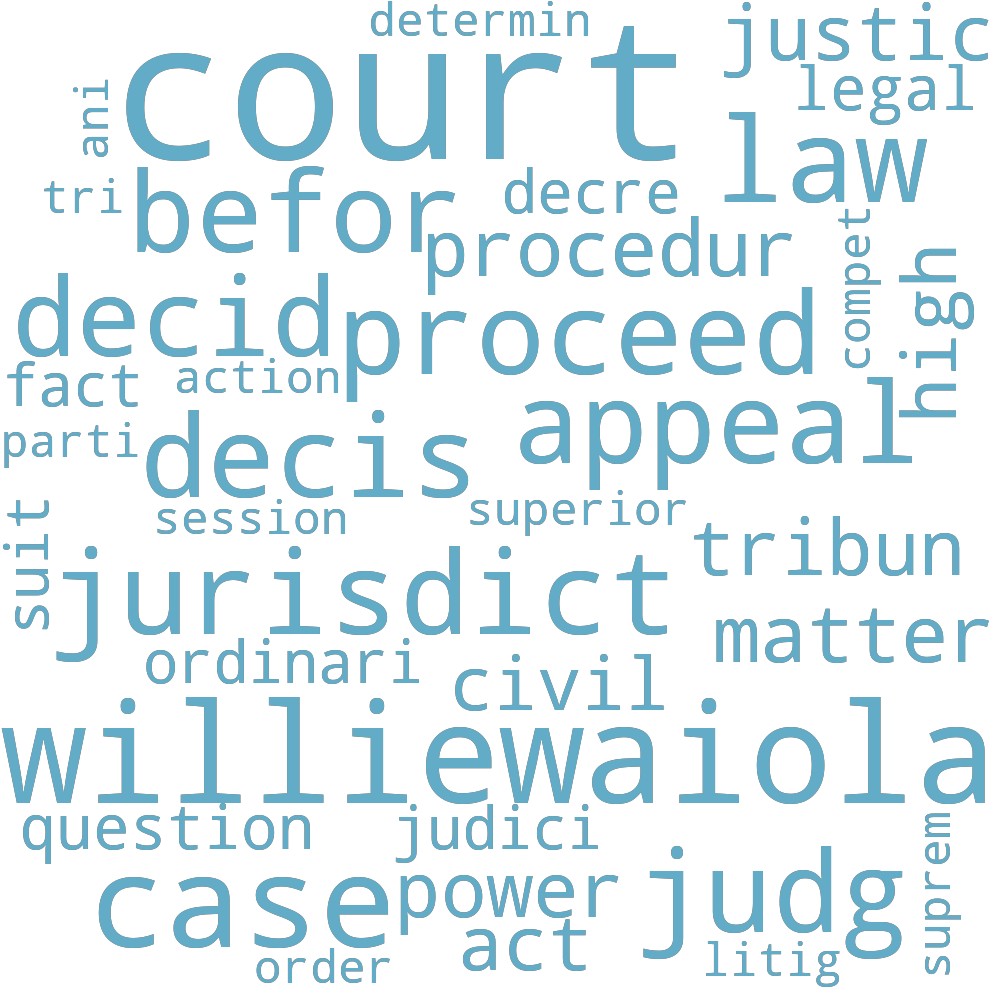 determin
court
justic
legal
ani
law
tri
befor
decre
procedur
compet
high
decid
proceed
fact
action
appeal
parti
decis
session
superior
suit
tribun
jurisdict
matter
ordinari
civil
williewaiola
question
judici
suprem
case
power
judg
act
order
litig